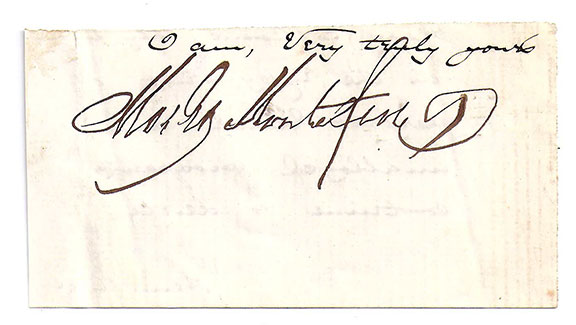 I am, Very truly yours
Moses Montefiore